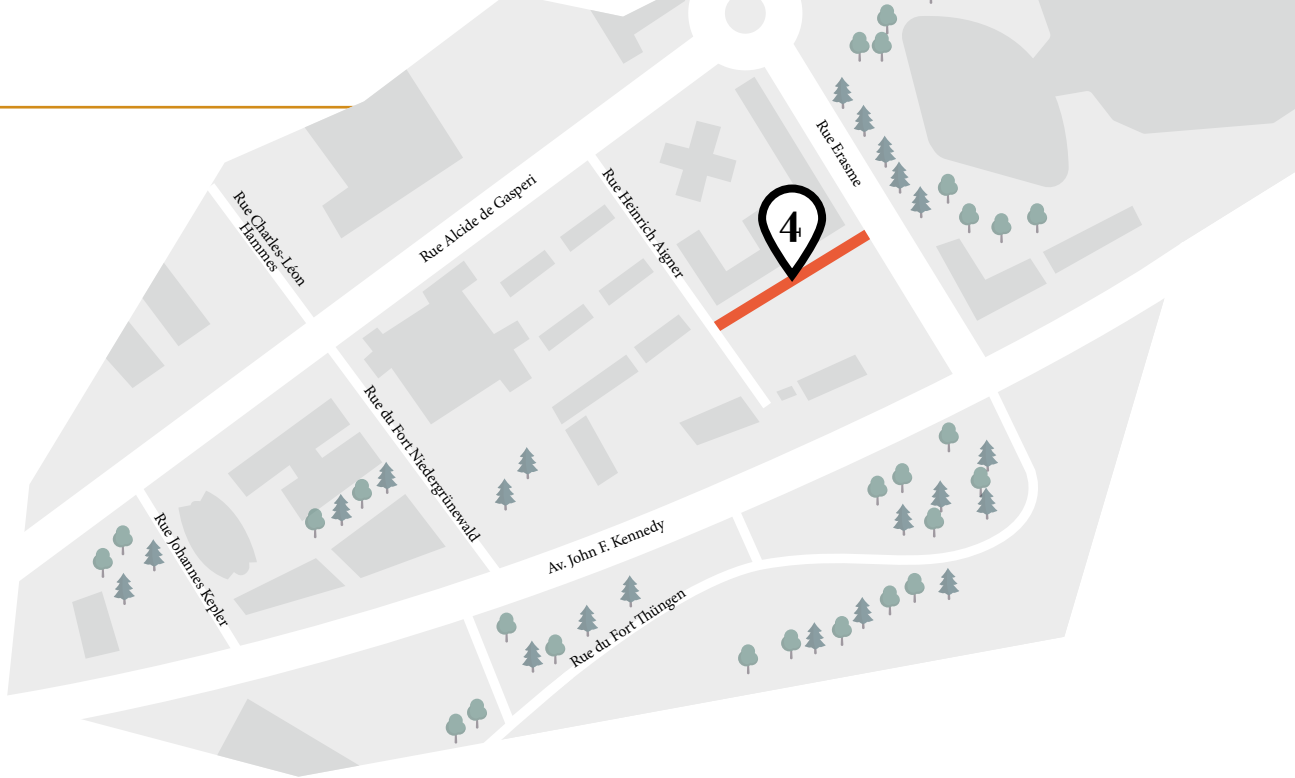 Rue Erasme
Rue Charles-Léon
Hammes
Rue Alcide de Gasperi
Rue Heinrich Aigner
4
Rue du Fort Niedergrünewald
Rue Johannes Kepler
Av. John F. Kennedy
Rue du Fort Thüngen